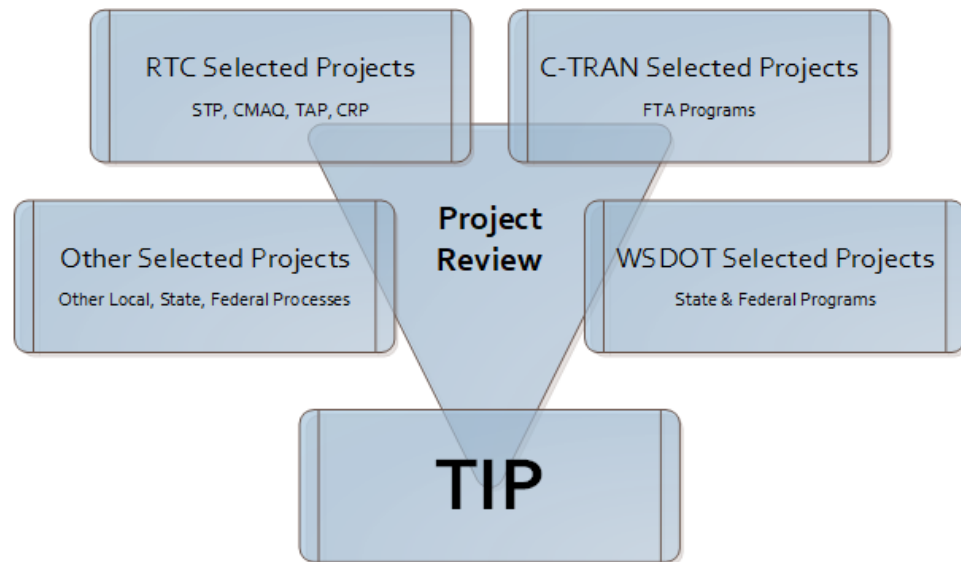 RTC Selected Projects
STP, CMAQ, TAP, CRP
C-TRAN Selected Projects
FTA Programs
Other Selected Projects
Other Local, State, Federal Processes
Project
Review
WSDOT Selected Projects
State & Federal Programs
TIP